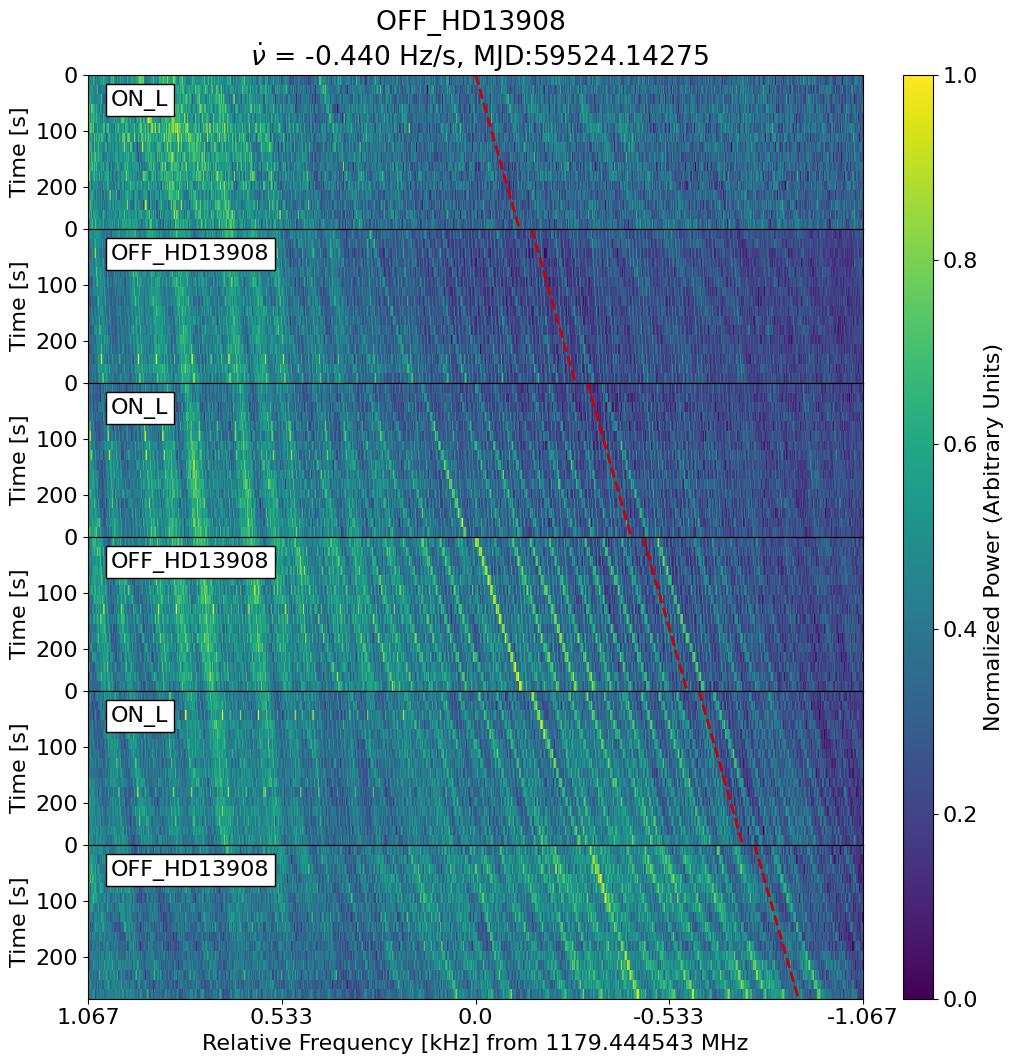 OFF_HD13908
ν̇ = -0.440 Hz/s, MJD:59524.14275
0
100
200
Time [s]
ON_L
0
100
200
Time [s]
OFF_HD13908
0
100
200
Time [s]
ON_L
0
100
200
Time [s]
OFF_HD13908
0
100
200
Time [s]
ON_L
0
100
200
Time [s]
OFF_HD13908
1.067 0.533 0.0 -0.533 -1.067
Relative Frequency [kHz] from 1179.444543 MHz
1.0
0.8
0.6
0.4
0.2
0.0
Normalized Power (Arbitrary Units)